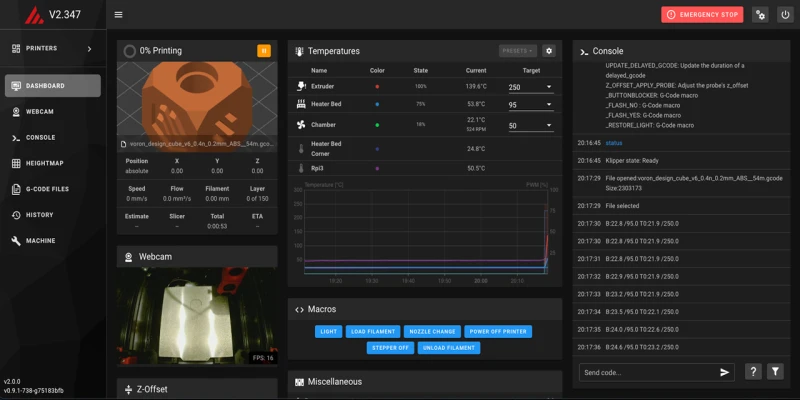 V2.347
EMERGENCY STOP
PRINTERS
DASHBOARD
WEBCAM
CONSOLE
HEIGHTMAP
G-CODE FILES
HISTORY
MACHINE
v2.0.0
v0.9.1-738-g75183bfb
0% Printing
voron_design_cube_v6_0.4n_0.2mm_ABS__54m.gco...
Position X Y Z
absolute 0.00 0.00 0.00
Speed Flow Filament Layer
0 mm/s 0.0 mm³/s 0.00 mm 0 of 150
Estimate Slicer Total ETA
-- -- 0:00:53 --
Webcam
FPS: 16
Z-Offset
Temperatures
PRESETS
Name Color State Current Target
Extruder 100% 139.6°C 250
Heater Bed 75% 53.8°C 95
Chamber 10% 22.1°C 50
524 RPM
Heater Bed Corner 24.8°C
Rpi3 50.5°C
Temperature [°C] PWM [%]
300 100
250
200 75
150 50
100
50 25
19:20 19:30 19:40 19:50 20:00 20:10
Macros
LIGHT LOAD FILAMENT NOZZLE CHANGE POWER OFF PRINTER
STEPPER OFF UNLOAD FILAMENT
Miscellaneous
Console
UPDATE_DELAYED_GCODE: Update the duration of a
delayed_gcode
Z_OFFSET_APPLY_PROBE: Adjust the probe's z_offset
_BUTTONBLOCKER: G-Code macro
_FLASH_NO : G-Code macro
_FLASH_YES: G-Code macro
_RESTORE_LIGHT: G-Code macro
20:16:45 status
20:16:45 Klipper state: Ready
20:17:29 File opened:voron_design_cube_v6_0.4n_0.2mm_ABS__54m.gcode
Size:2303173
20:17:29 File selected
20:17:30 B:22.8 /95.0 T0:21.9 /250.0
20:17:30 B:22.8 /95.0 T0:21.9 /250.0
20:17:31 B:22.8 /95.0 T0:21.9 /250.0
20:17:32 B:22.9 /95.0 T0:21.9 /250.0
20:17:33 B:23.2 /95.0 T0:21.9 /250.0
20:17:34 B:23.5 /95.0 T0:22.1 /250.0
20:17:35 B:24.0 /95.0 T0:22.6 /250.0
20:17:36 B:24.6 /95.0 T0:23.2 /250.0
Send code...